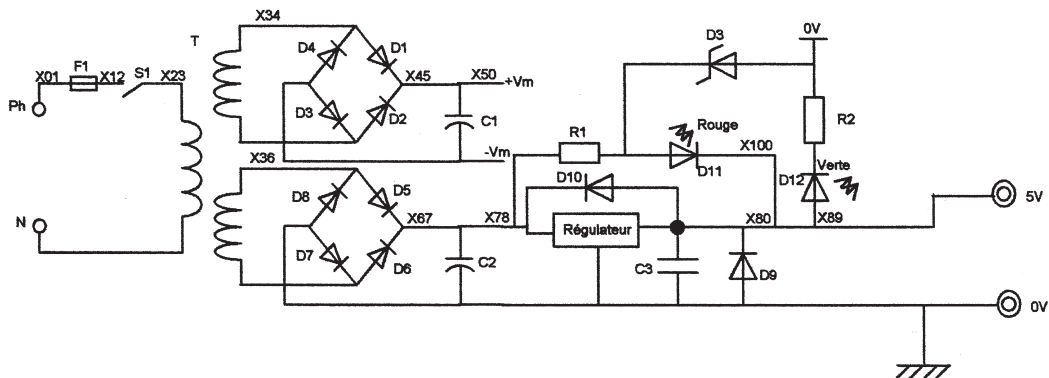 X34
T
D4
D1
D3
0V
X01
F1
X12
S1
X23
X45
X50
+Vm
Ph
D3
D2
C1
R2
R1
Rouge
-Vm
X100
X36
D11
Verte
D10
D12
D8
D5
5V
N
X67
X78
Régulateur
X80
X89
D7
D6
C2
C3
D9
0V